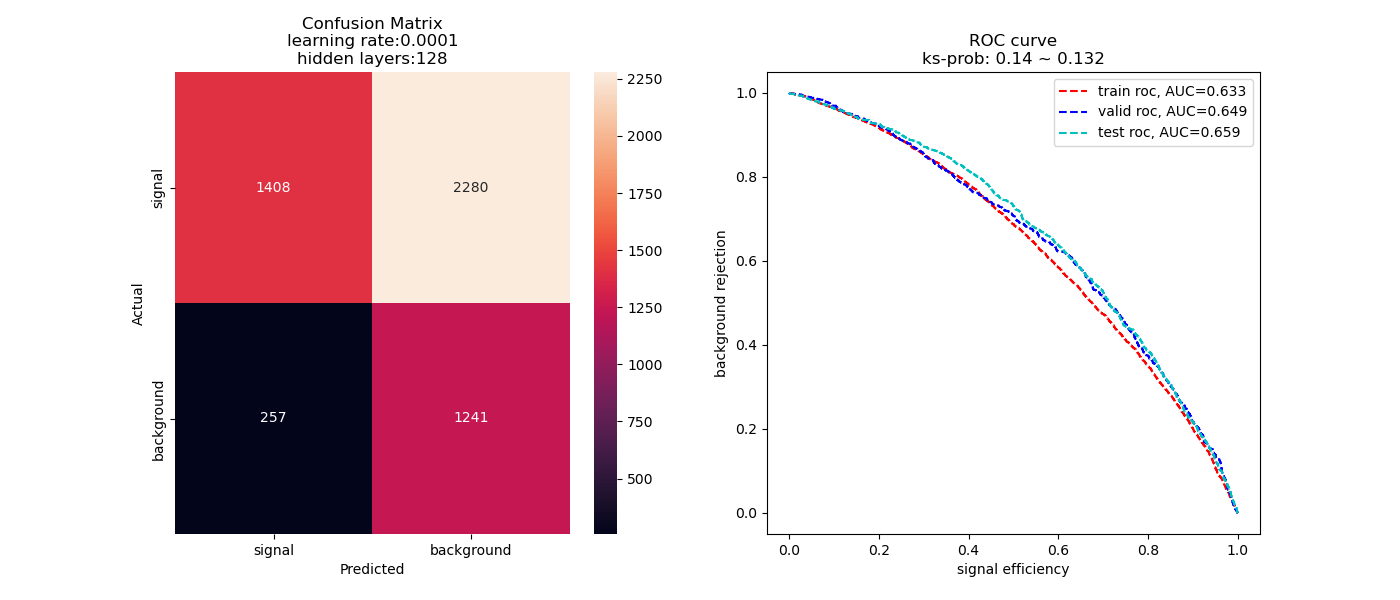 Confusion Matrix
learning rate:0.0001
hidden layers:128
signal
background
Actual
1408
2280
257
1241
signal
background
Predicted
2250
2000
1750
1500
1250
1000
750
500
ROC curve
ks-prob: 0.14 ~ 0.132
train roc, AUC=0.633
valid roc, AUC=0.649
test roc, AUC=0.659
background rejection
1.0
0.8
0.6
0.4
0.2
0.0
0.0
0.2
0.4
0.6
0.8
1.0
signal efficiency